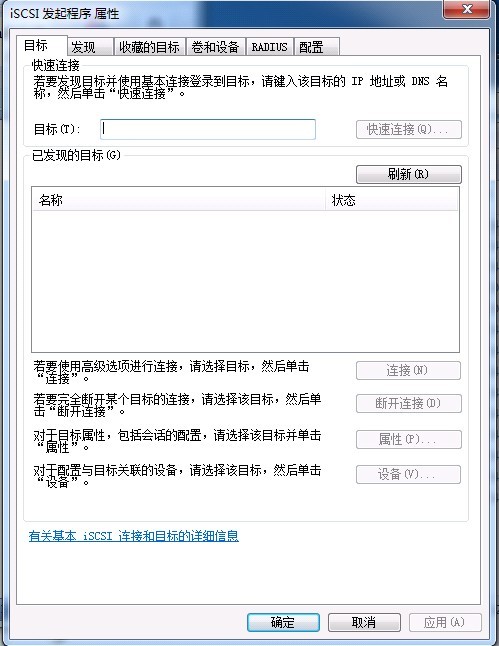 iSCSI 发起程序 属性
目标 发现 收藏的目标 卷和设备 RADIUS 配置
快速连接
若要发现目标并使用基本连接登录到目标，请键入该目标的 IP 地址或 DNS 名
称，然后单击“快速连接”。
目标(T): 快速连接(Q)...
已发现的目标(G)
刷新(R)
名称 状态
若要使用高级选项进行连接，请选择目标，然后单击
“连接”。
连接(N)
若要完全断开某个目标的连接，请选择该目标，然后单
击“断开连接”。
断开连接(D)
对于目标属性，包括会话的配置，请选择该目标并单击
“属性”。
属性(P)...
对于配置与目标关联的设备，请选择该目标，然后单击
“设备”。
设备(V)...
有关基本 iSCSI 连接和目标的详细信息
确定 取消 应用(A)